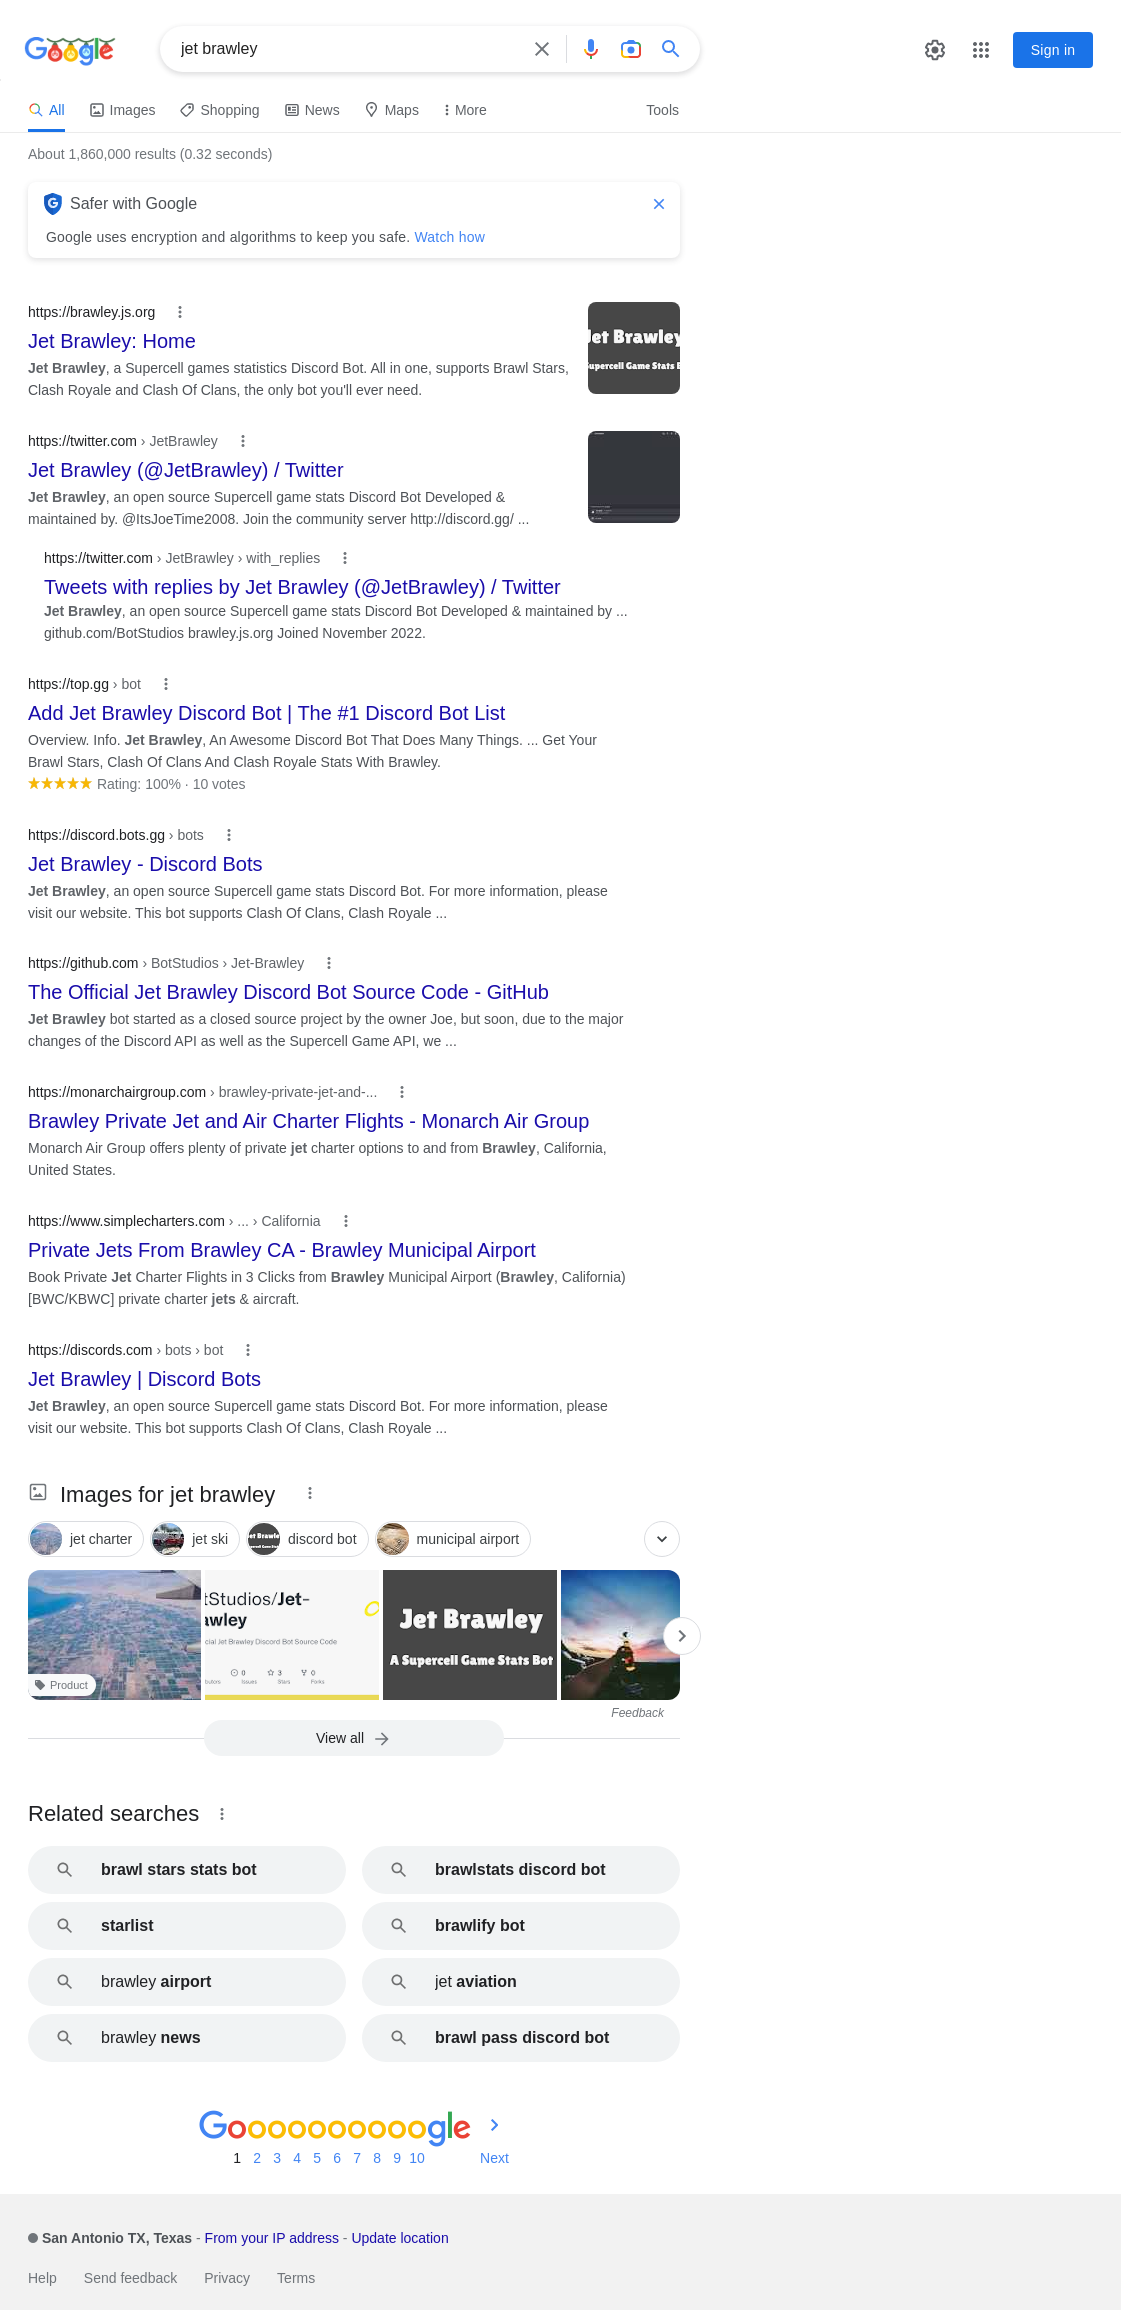 Google
jet brawley
Sign in
All
Images
Shopping
News
Maps
More
Tools
About 1,860,000 results (0.32 seconds)
Safer with Google
Google uses encryption and algorithms to keep you safe. Watch how
https://brawley.js.org
Jet Brawley: Home
Jet Brawley, a Supercell games statistics Discord Bot. All in one, supports Brawl Stars,
Clash Royale and Clash Of Clans, the only bot you'll ever need.
Jet Brawley
Supercell Game Stats B
https://twitter.com › JetBrawley
Jet Brawley (@JetBrawley) / Twitter
Jet Brawley, an open source Supercell game stats Discord Bot Developed &
maintained by. @ItsJoeTime2008. Join the community server http://discord.gg/ ...
https://twitter.com › JetBrawley › with_replies
Tweets with replies by Jet Brawley (@JetBrawley) / Twitter
Jet Brawley, an open source Supercell game stats Discord Bot Developed & maintained by ...
github.com/BotStudios brawley.js.org Joined November 2022.
https://top.gg › bot
Add Jet Brawley Discord Bot | The #1 Discord Bot List
Overview. Info. Jet Brawley, An Awesome Discord Bot That Does Many Things. ... Get Your
Brawl Stars, Clash Of Clans And Clash Royale Stats With Brawley.
Rating: 100% · 10 votes
https://discord.bots.gg › bots
Jet Brawley - Discord Bots
Jet Brawley, an open source Supercell game stats Discord Bot. For more information, please
visit our website. This bot supports Clash Of Clans, Clash Royale ...
https://github.com › BotStudios › Jet-Brawley
The Official Jet Brawley Discord Bot Source Code - GitHub
Jet Brawley bot started as a closed source project by the owner Joe, but soon, due to the major
changes of the Discord API as well as the Supercell Game API, we ...
https://monarchairgroup.com › brawley-private-jet-and-...
Brawley Private Jet and Air Charter Flights - Monarch Air Group
Monarch Air Group offers plenty of private jet charter options to and from Brawley, California,
United States.
https://www.simplecharters.com › ... › California
Private Jets From Brawley CA - Brawley Municipal Airport
Book Private Jet Charter Flights in 3 Clicks from Brawley Municipal Airport (Brawley, California)
[BWC/KBWC] private charter jets & aircraft.
https://discords.com › bots › bot
Jet Brawley | Discord Bots
Jet Brawley, an open source Supercell game stats Discord Bot. For more information, please
visit our website. This bot supports Clash Of Clans, Clash Royale ...
Images for jet brawley
jet charter
jet ski
discord bot
municipal airport
Product
tStudios/Jet-
awley
cial Jet Brawley Discord Bot Source Code
0
3
0
Issues
Stars
Forks
Jet Brawley
A Supercell Game Stats Bot
Feedback
View all
Related searches
brawl stars stats bot
brawlstats discord bot
starlist
brawlify bot
brawley airport
jet aviation
brawley news
brawl pass discord bot
Goooooooooogle
1 2 3 4 5 6 7 8 9 10 Next
San Antonio TX, Texas - From your IP address - Update location
Help
Send feedback
Privacy
Terms